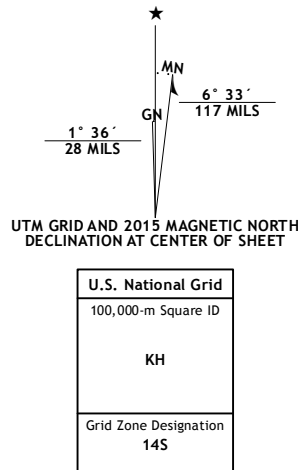 ★
MN
GN
6° 33´
117 MILS
1° 36´
28 MILS
UTM GRID AND 2015 MAGNETIC NORTH
DECLINATION AT CENTER OF SHEET
U.S. National Grid
100,000-m Square ID
KH
Grid Zone Designation
14S